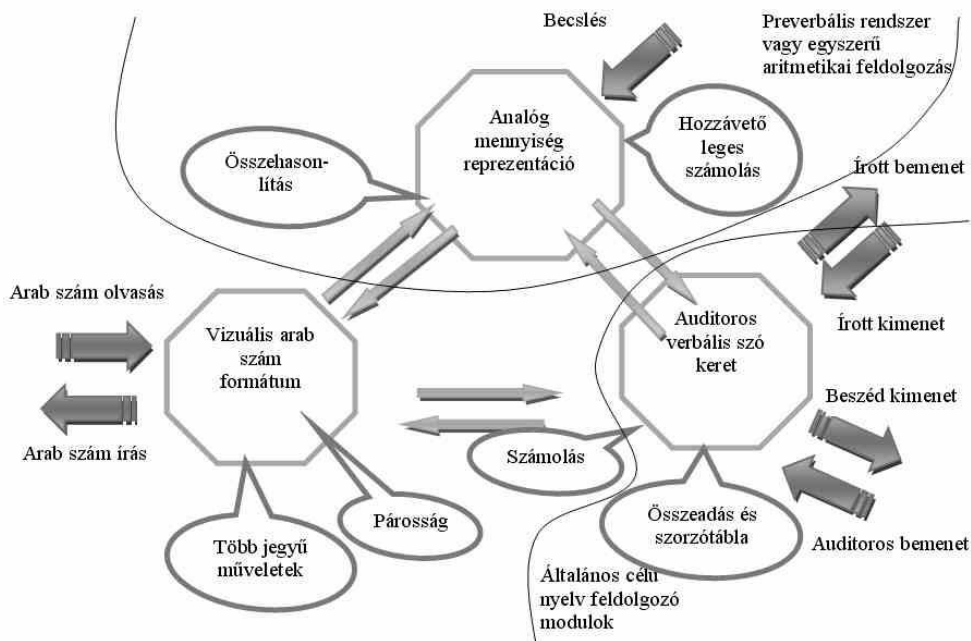 Becslés
Preverbális rendszer
vagy egyszerű
aritmetikai feldolgozás
Analóg
mennyiség
reprezentáció
Hozzávető
leges
számolás
Összehason-
lítás
Írott bemenet
Arab szám olvasás
Vizuális arab
szám
formátum
Auditoros
verbális szó
keret
Írott kimenet
Beszéd kimenet
Arab szám írás
Számolás
Párosság
Több jegyű
műveletek
Összeadás és
szorzótábla
Auditoros bemenet
Általános célú
nyelv feldolgozó
modulok